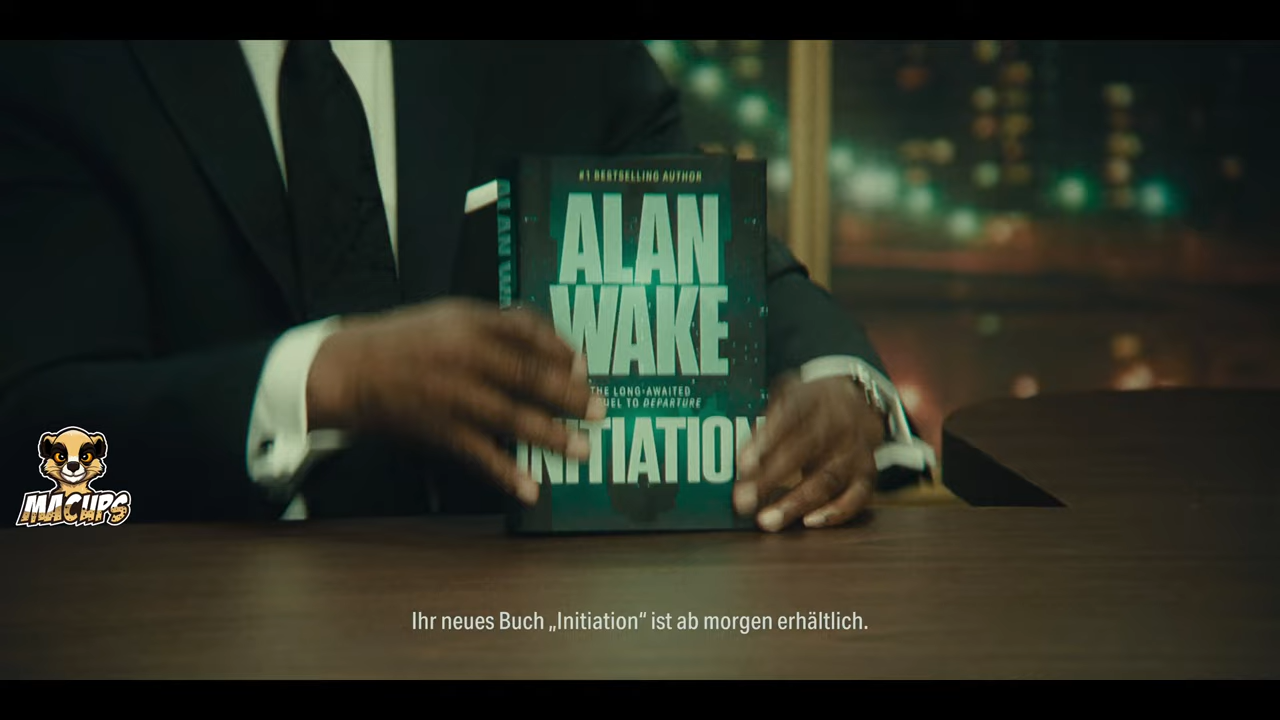 #1 BESTSELLING AUTHOR
ALAN
WAKE
THE LONG-AWAITED
TO DEPARTURE
INITIATION
MACUPS
Ihr neues Buch „Initiation“ ist ab morgen erhältlich.